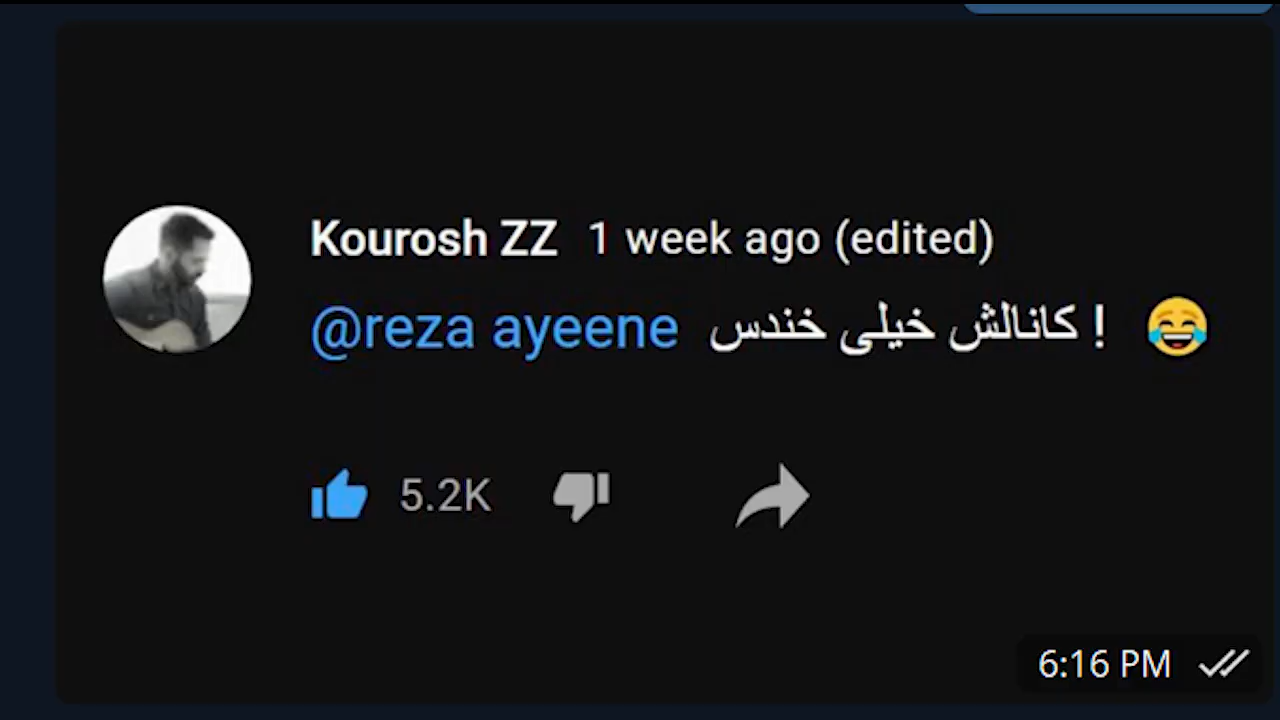 Kourosh ZZ 1 week ago (edited)
@reza ayeene کانالش خیلی خندس ! 😂
5.2K
6:16 PM